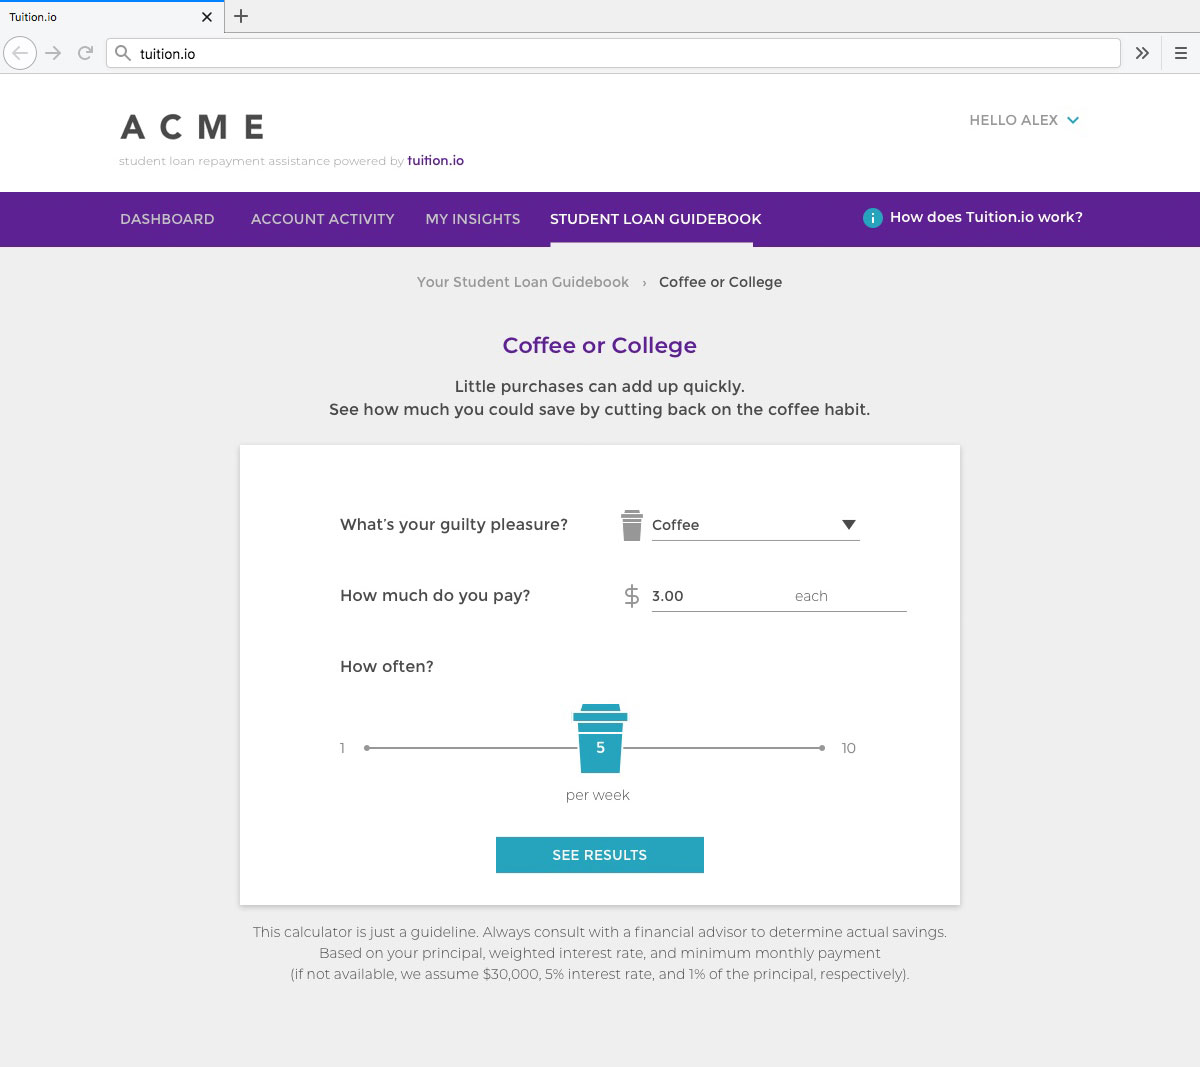 Tuition.io
tuition.io
ACME
HELLO ALEX
student loan repayment assistance powered by tuition.io
DASHBOARD ACCOUNT ACTIVITY MY INSIGHTS STUDENT LOAN GUIDEBOOK How does Tuition.io work?
Your Student Loan Guidebook › Coffee or College
Coffee or College
Little purchases can add up quickly.
See how much you could save by cutting back on the coffee habit.
What's your guilty pleasure? Coffee
How much do you pay? $ 3.00 each
How often?
1 5 10
per week
SEE RESULTS
This calculator is just a guideline. Always consult with a financial advisor to determine actual savings.
Based on your principal, weighted interest rate, and minimum monthly payment
(if not available, we assume $30,000, 5% interest rate, and 1% of the principal, respectively).